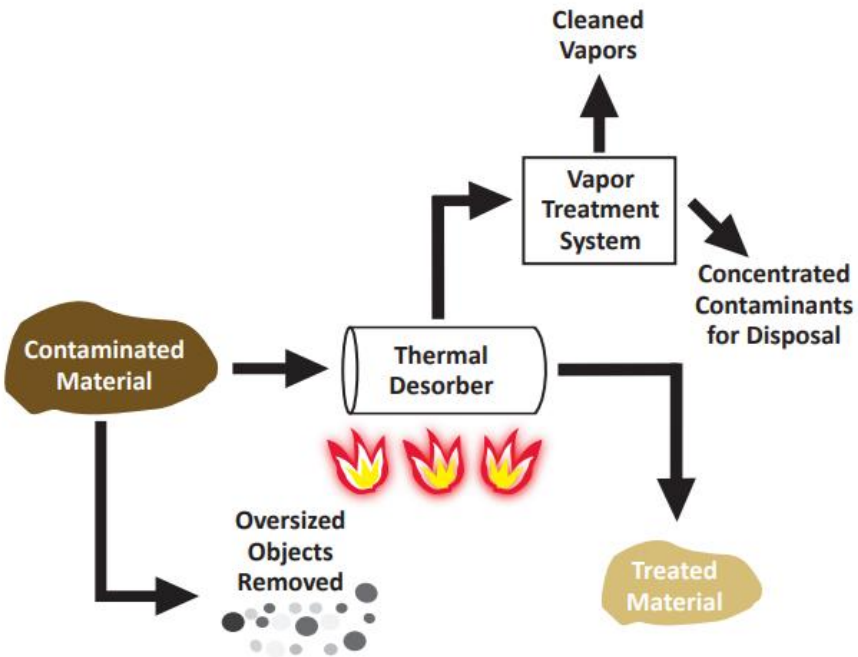 Cleaned
Vapors
Vapor
Treatment
System
Concentrated
Contaminants
for Disposal
Contaminated
Material
Thermal
Desorber
Oversized
Objects
Removed
Treated
Material